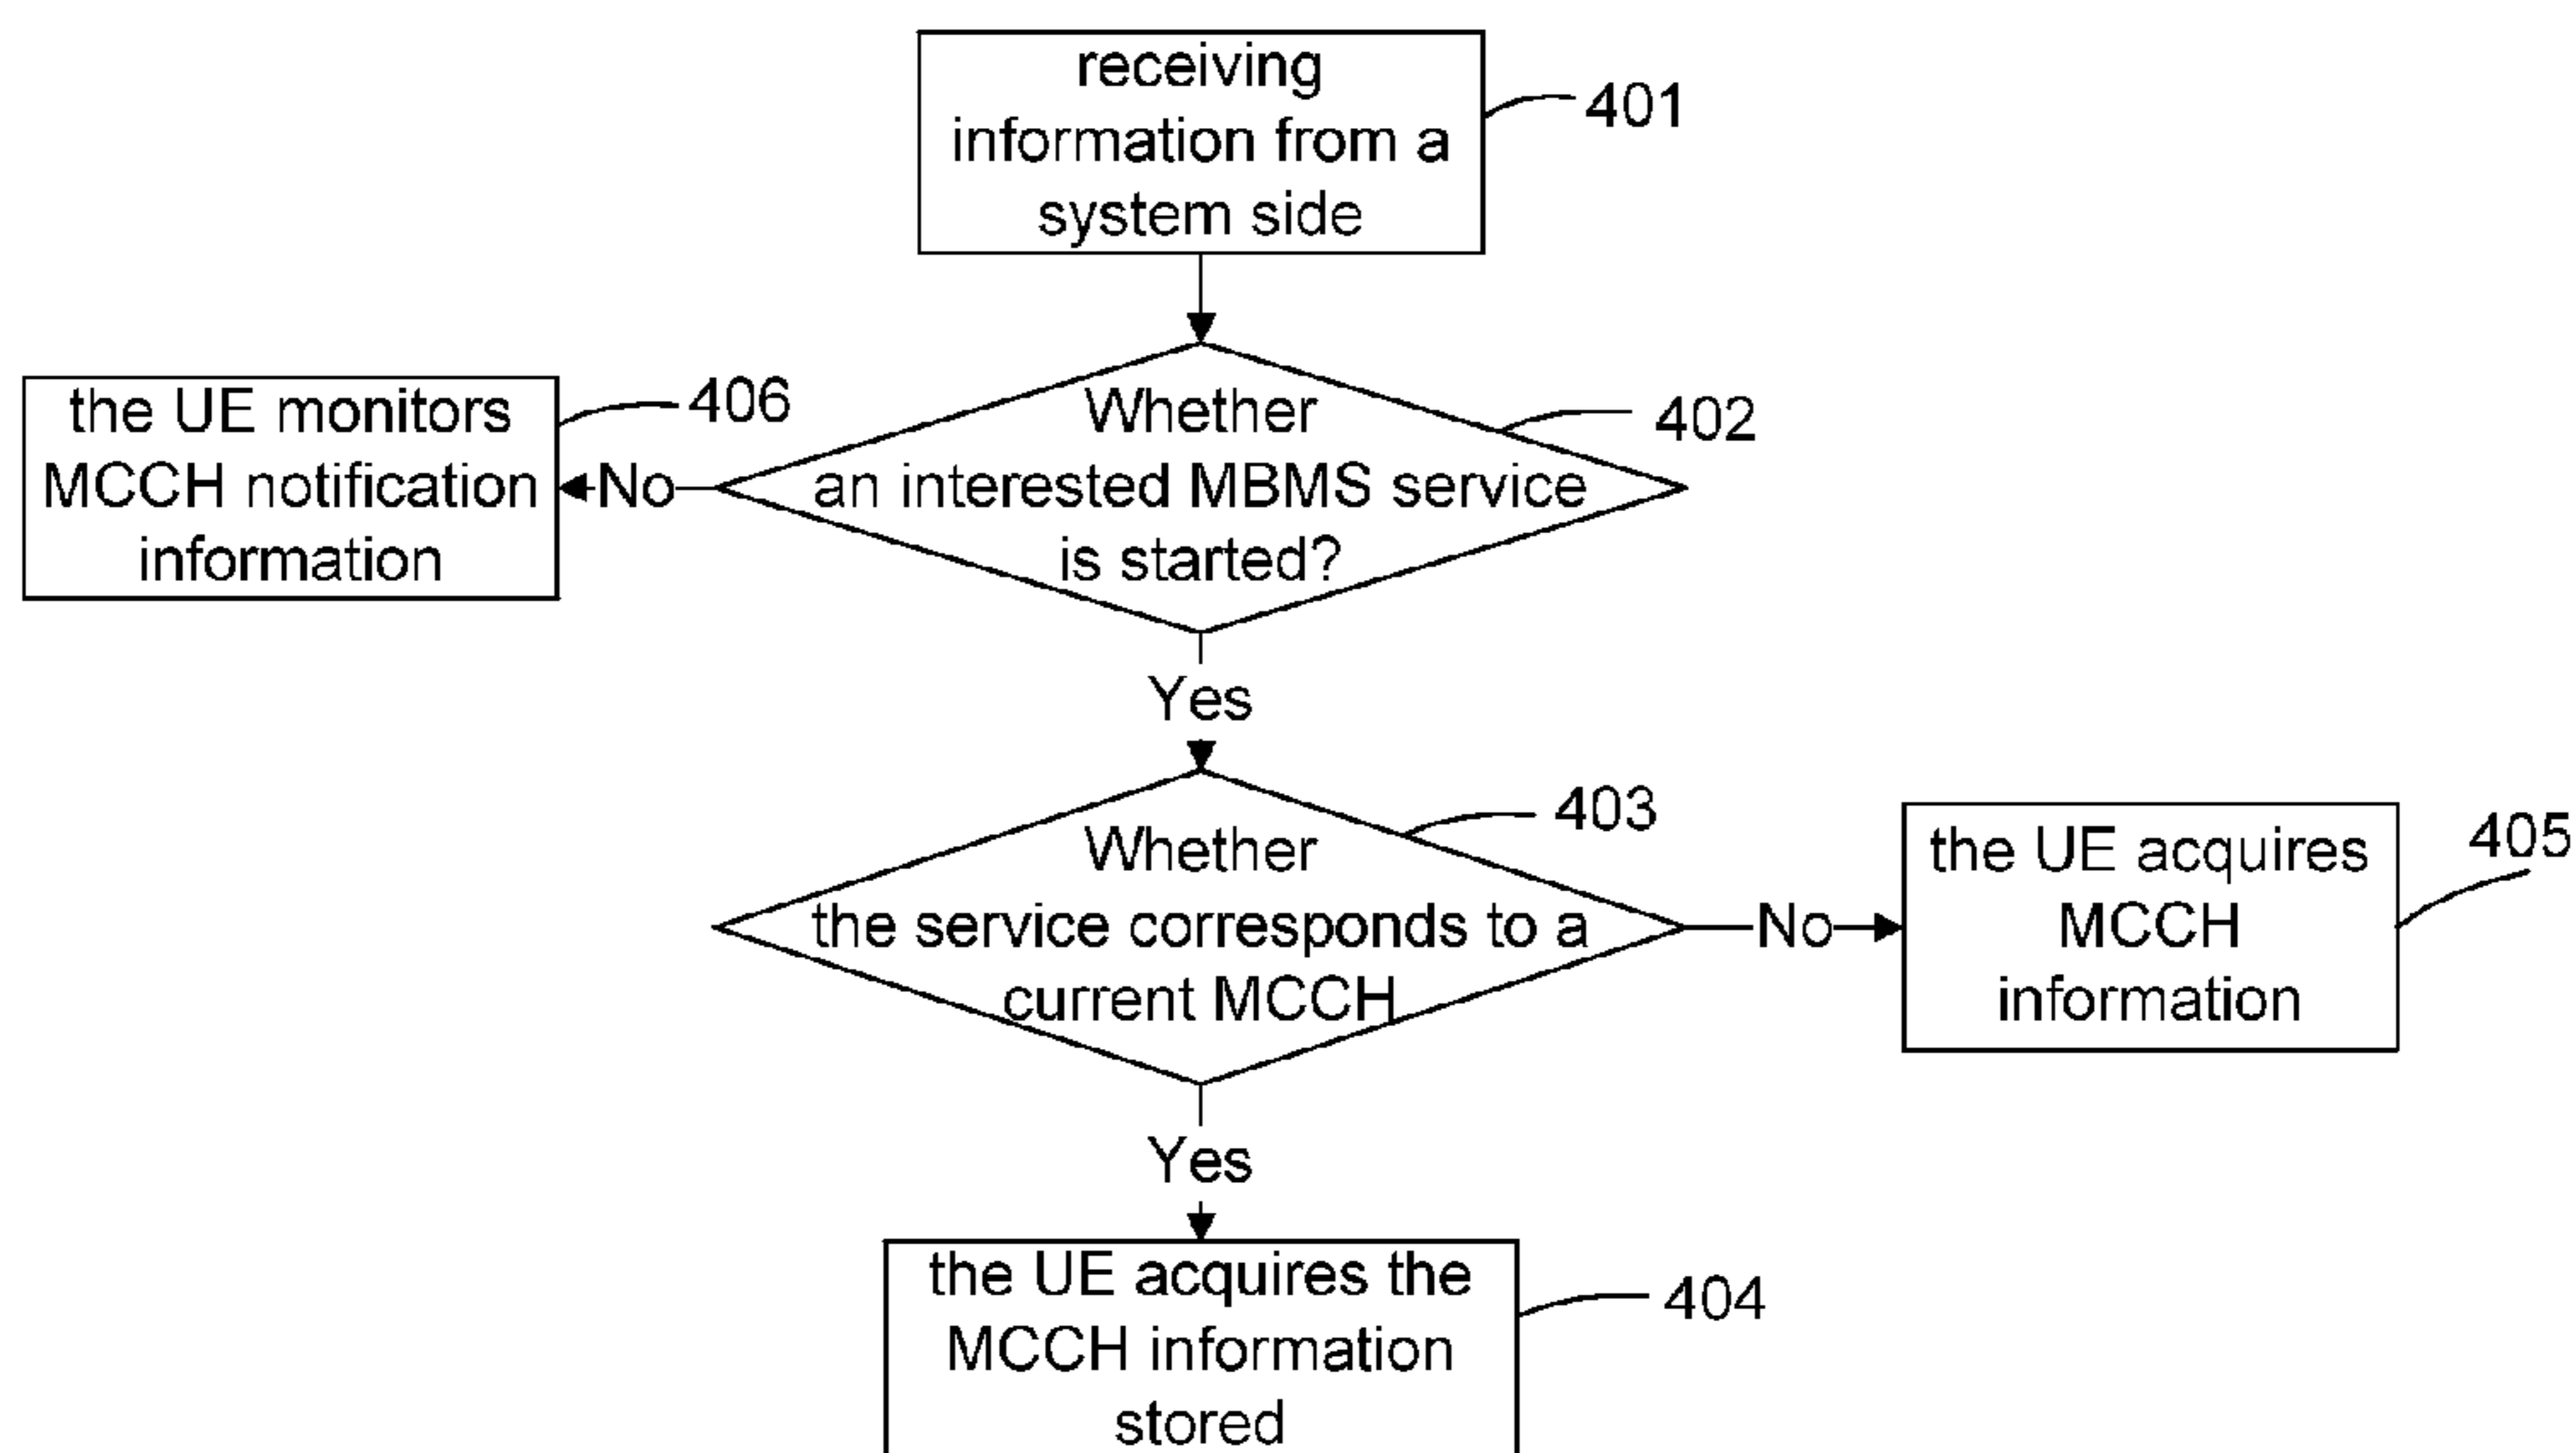 receiving
information from a
system side
401
the UE monitors
MCCH notification
information
406
No
Whether
an interested MBMS service
is started?
402
Yes
Whether
the service corresponds to a
current MCCH
403
No
the UE acquires
MCCH
information
405
Yes
the UE acquires the
MCCH information
stored
404